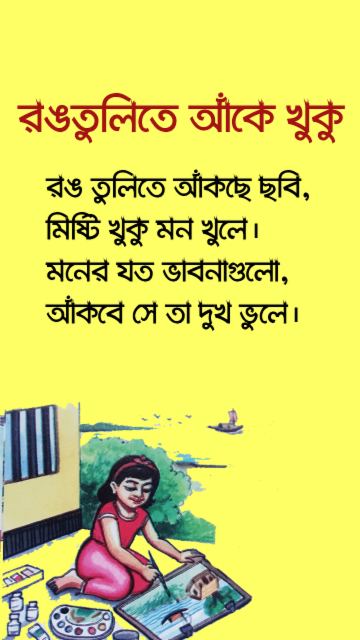 রঙতুলিতে আঁকে খুকু
রঙ তুলিতে আঁকছে ছবি,
মিষ্টি খুকু মন খুলে।
মনের যত ভাবনাগুলো,
আঁকবে সে তা দুখ ভুলে।